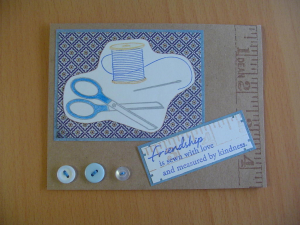 Friendship
is sewn with love
and measured by kindness.